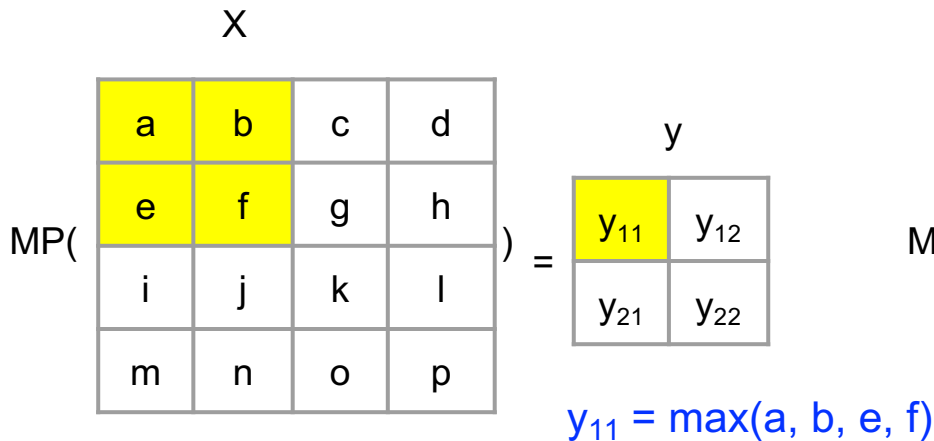 X
a b c d
y
e f g h
y₁₁ y₁₂
MP( ) = M
i j k l
y₂₁ y₂₂
m n o p
y₁₁ = max(a, b, e, f)